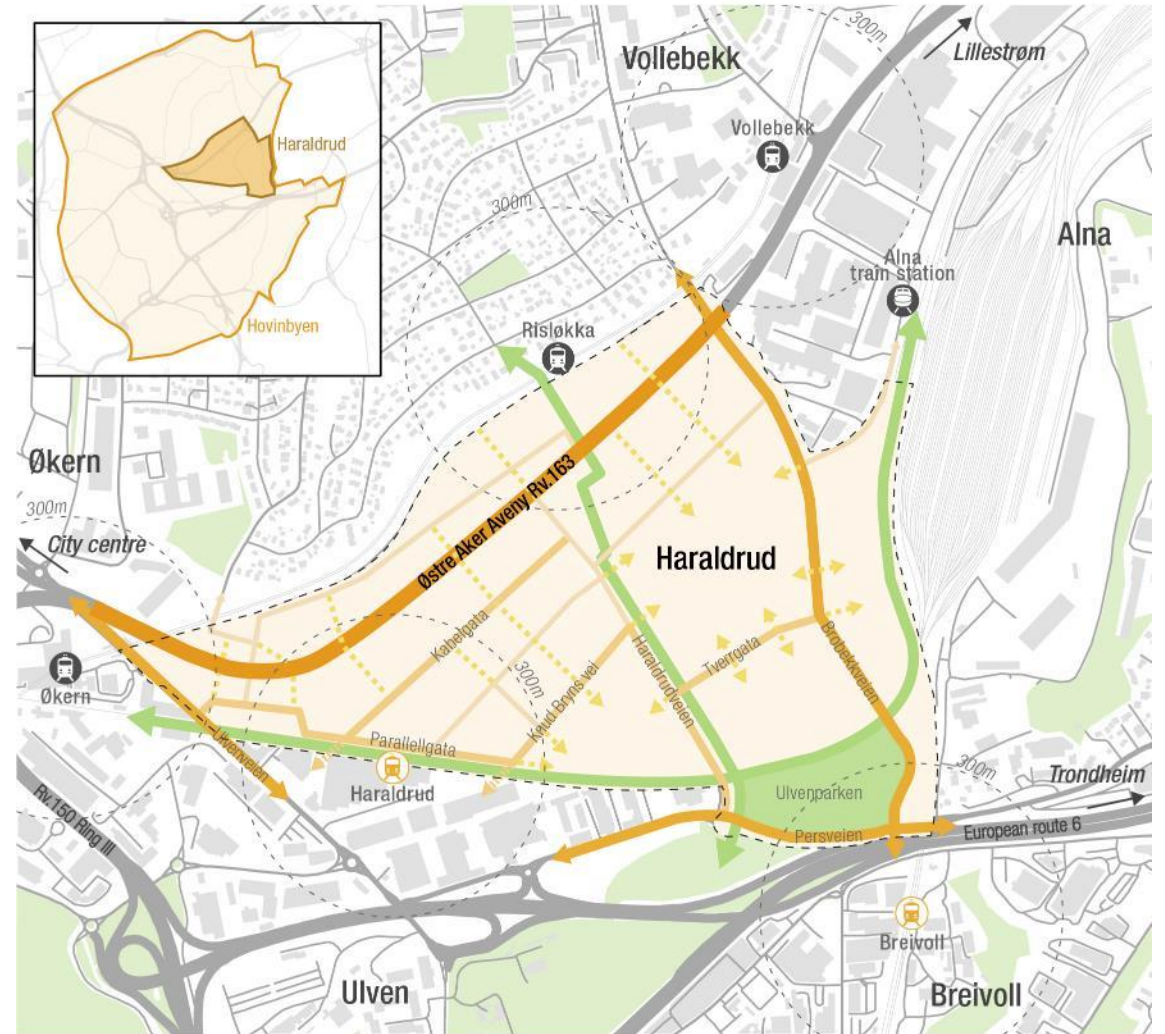 Haraldrud
Hovinbyen
300m
Vollebekk
Lillestrøm
Vollebekk
300m
Alna
Alna
train station
Risløkka
Økern
300m
City centre
Østre Aker Aveny Rv.163
Haraldrud
Kabelgata
300m
Knud Bryns vei
Haraldrudveien
Tverrgata
Brobekkveien
Økern
Ulvenveien
Parallellgata
Haraldrud
Ulvenparken
300m
Trondheim
Persveien
European route 6
Rv.150 Ring III
Breivoll
Ulven
Breivoll